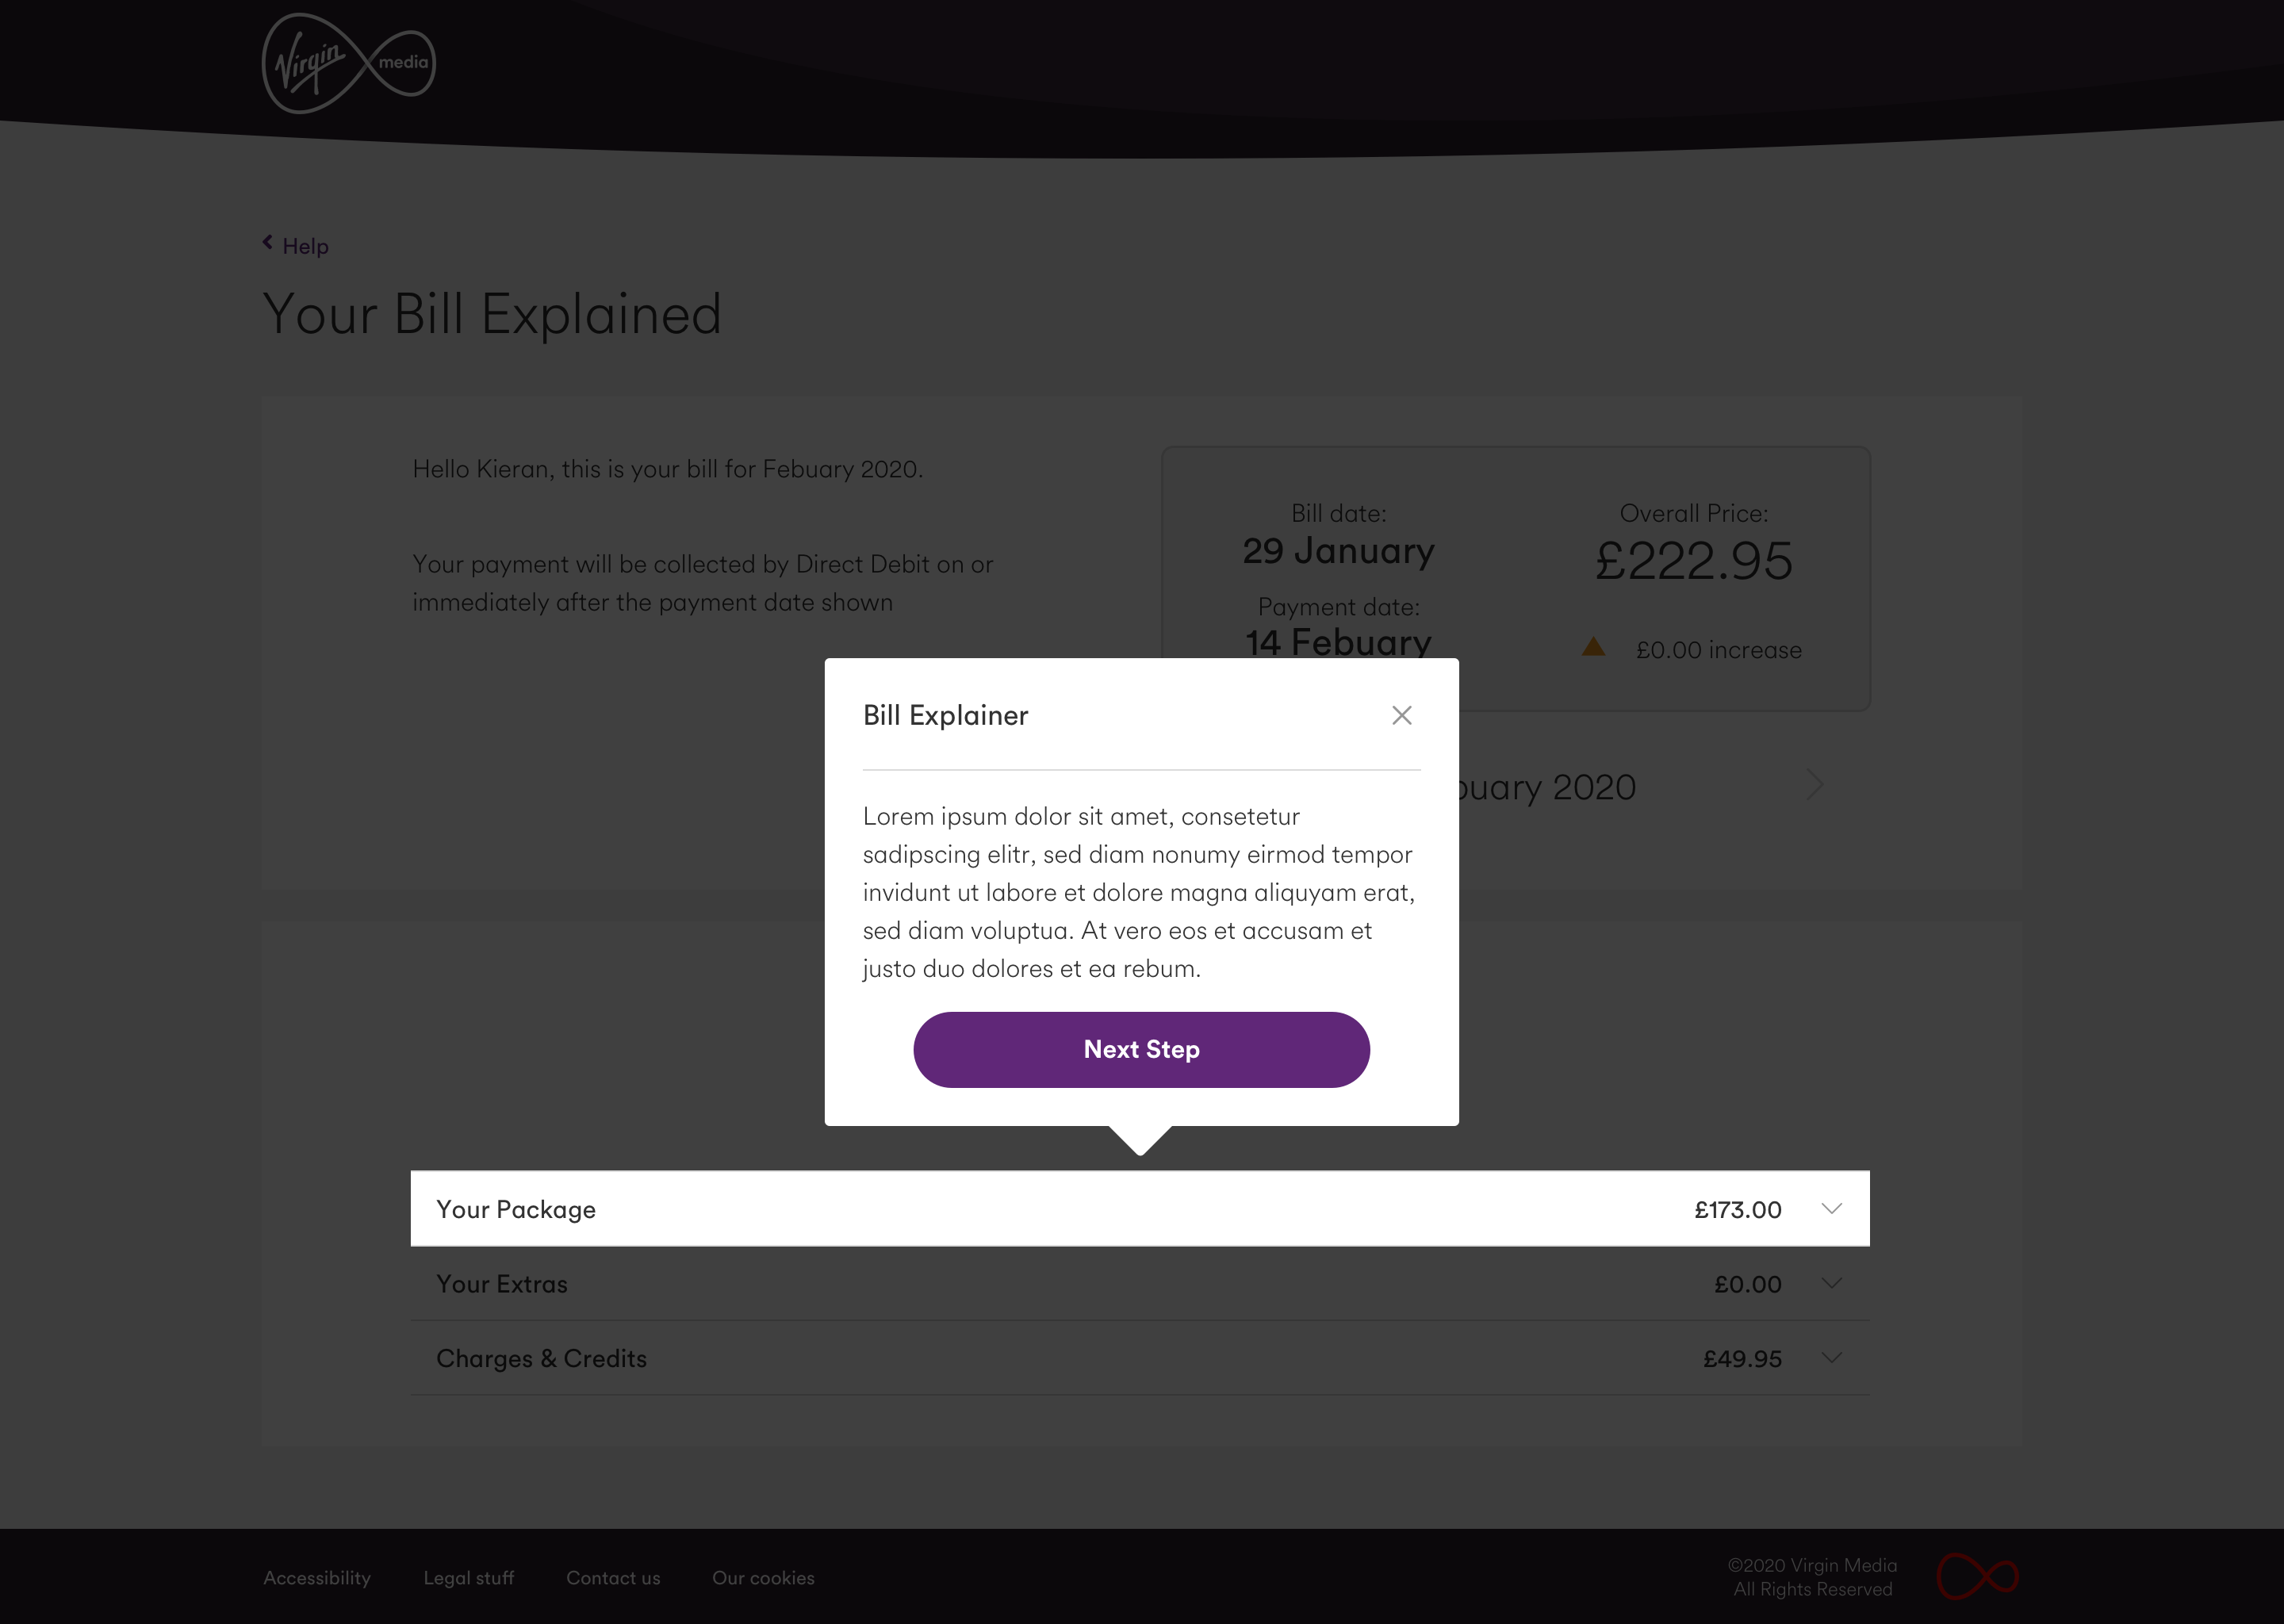 Virgin media
Help
Your Bill Explained
Hello Kieran, this is your bill for Febuary 2020.
Your payment will be collected by Direct Debit on or
immediately after the payment date shown
Bill date:
29 January
Payment date:
14 Febuary
Overall Price:
£222.95
£0.00 increase
buary 2020
Bill Explainer
Lorem ipsum dolor sit amet, consetetur
sadipscing elitr, sed diam nonumy eirmod tempor
invidunt ut labore et dolore magna aliquyam erat,
sed diam voluptua. At vero eos et accusam et
justo duo dolores et ea rebum.
Next Step
Your Package £173.00
Your Extras £0.00
Charges & Credits £49.95
Accessibility Legal stuff Contact us Our cookies
©2020 Virgin Media
All Rights Reserved